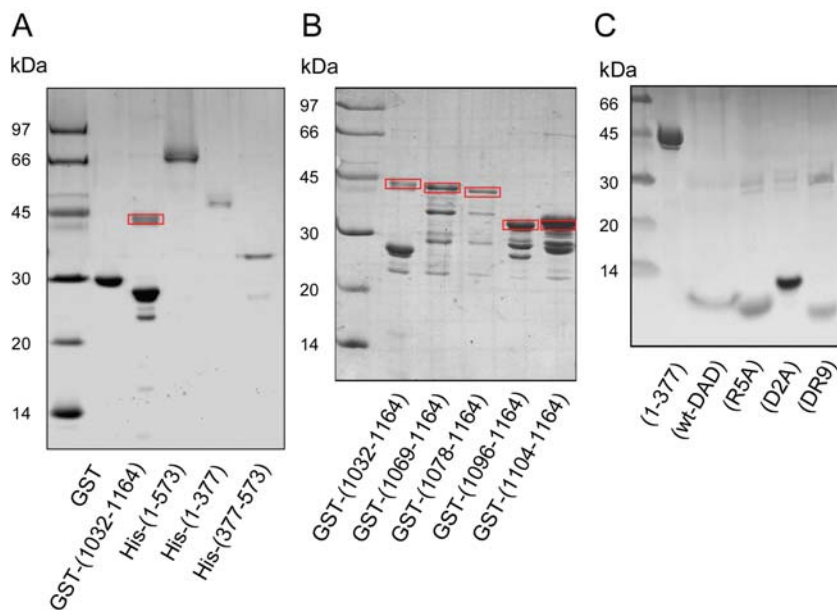 A
kDa
97
66
45
30
20
14
GST
GST-(1032-1164)
His-(1-573)
His-(1-377)
His-(377-573)
B
kDa
97
66
45
30
20
14
GST-(1032-1164)
GST-(1069-1164)
GST-(1078-1164)
GST-(1096-1164)
GST-(1104-1164)
C
kDa
66
45
30
20
14
(1-377)
(wt-DAD)
(R5A)
(D2A)
(DR9)